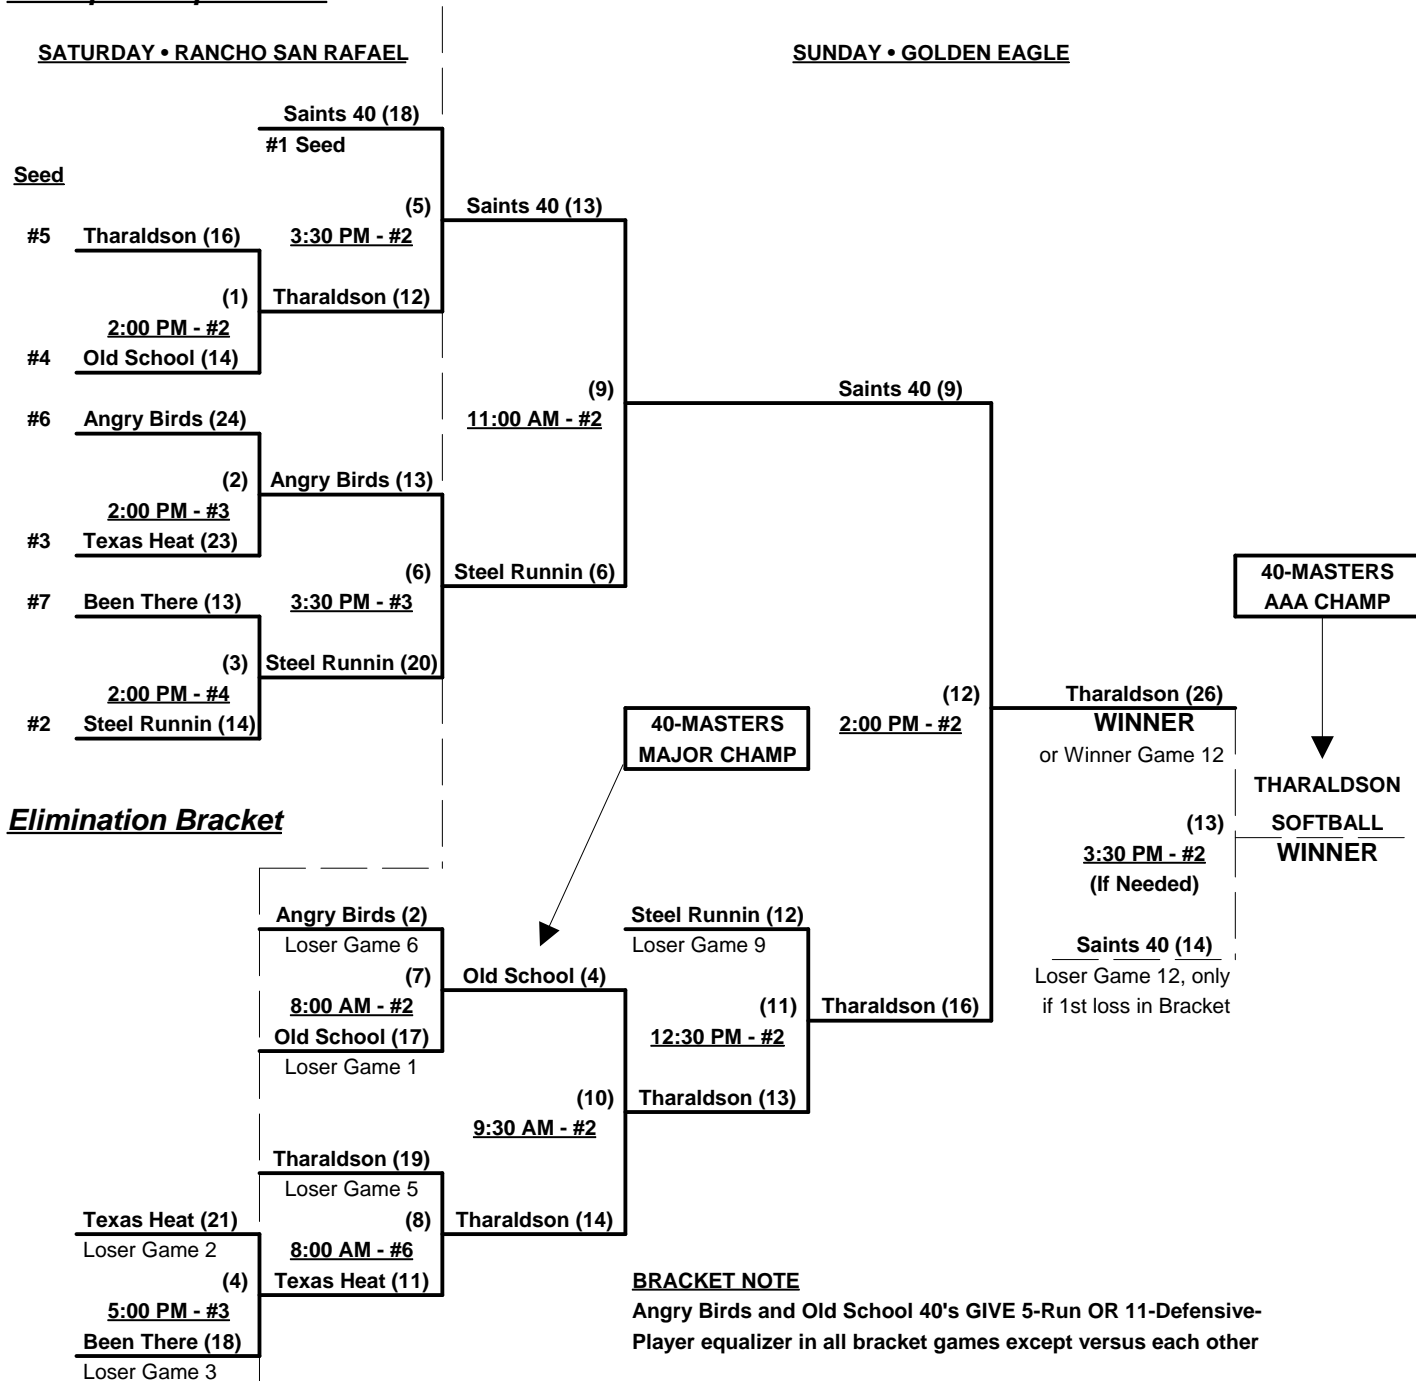 SATURDAY • RANCHO SAN RAFAEL
SUNDAY • GOLDEN EAGLE
Saints 40 (18)
#1 Seed
Seed
(5)
Saints 40 (13)
3:30 PM - #2
#5 Tharaldson (16)
(1)
Tharaldson (12)
2:00 PM - #2
#4 Old School (14)
(9)
Saints 40 (9)
11:00 AM - #2
#6 Angry Birds (24)
(2)
Angry Birds (13)
2:00 PM - #3
#3 Texas Heat (23)
(6)
Steel Runnin (6)
3:30 PM - #3
40-MASTERS
AAA CHAMP
#7 Been There (13)
(3)
Steel Runnin (20)
2:00 PM - #4
#2 Steel Runnin (14)
40-MASTERS
MAJOR CHAMP
(12)
2:00 PM - #2
Tharaldson (26)
WINNER
or Winner Game 12
THARALDSON
SOFTBALL
WINNER
(13)
3:30 PM - #2
(If Needed)
Saints 40 (14)
Loser Game 12, only
if 1st loss in Bracket
Elimination Bracket
Angry Birds (2)
Loser Game 6
(7)
8:00 AM - #2
Old School (17)
Loser Game 1
Old School (4)
Steel Runnin (12)
Loser Game 9
(11)
12:30 PM - #2
Tharaldson (16)
(10)
9:30 AM - #2
Tharaldson (13)
Tharaldson (19)
Loser Game 5
(8)
8:00 AM - #6
Texas Heat (11)
Tharaldson (14)
Texas Heat (21)
Loser Game 2
(4)
5:00 PM - #3
Been There (18)
Loser Game 3
BRACKET NOTE
Angry Birds and Old School 40's GIVE 5-Run OR 11-Defensive-
Player equalizer in all bracket games except versus each other